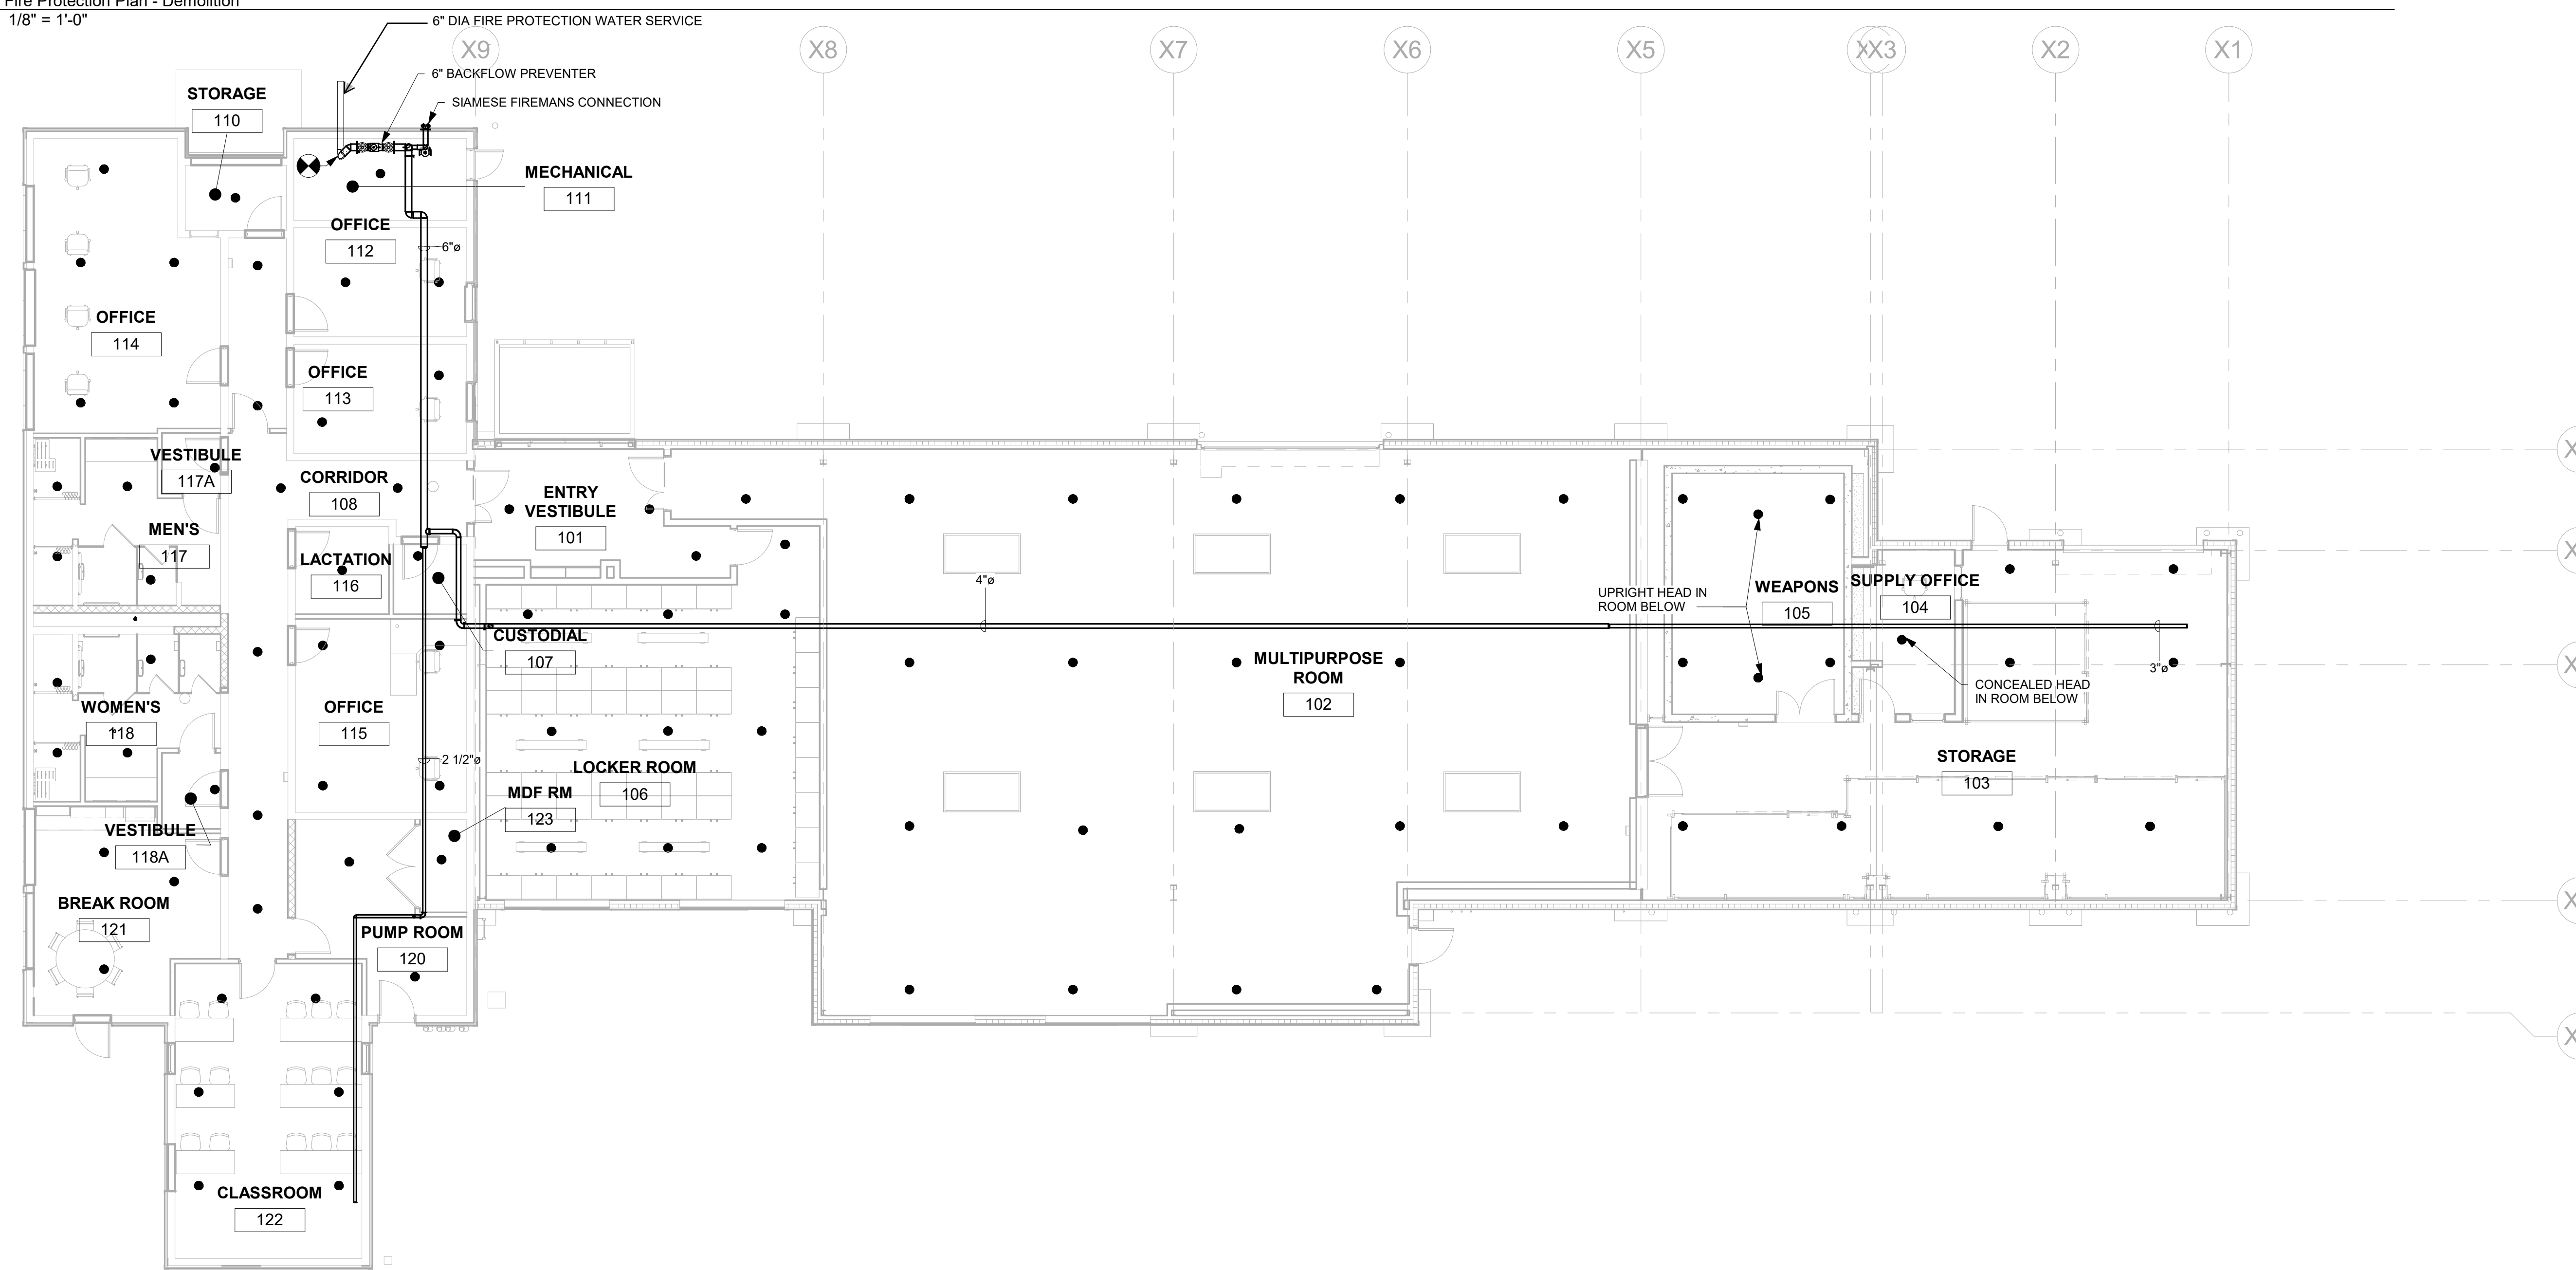 Fire Protection Plan - Demolition
1/8" = 1'-0"
6" DIA FIRE PROTECTION WATER SERVICE
X9
X8
X7
X6
X5
X3
X2
X1
6" BACKFLOW PREVENTER
SIAMESE FIREMANS CONNECTION
STORAGE
110
MECHANICAL
111
OFFICE
112
6"ø
OFFICE
114
OFFICE
113
VESTIBULE
117A
CORRIDOR
108
ENTRY
VESTIBULE
101
MEN'S
117
LACTATION
116
4"ø
UPRIGHT HEAD IN
ROOM BELOW
WEAPONS
105
SUPPLY OFFICE
104
CUSTODIAL
107
MULTIPURPOSE
ROOM
102
3"ø
CONCEALED HEAD
IN ROOM BELOW
WOMEN'S
118
OFFICE
115
2 1/2"ø
LOCKER ROOM
106
STORAGE
103
MDF RM
123
VESTIBULE
118A
BREAK ROOM
121
PUMP ROOM
120
CLASSROOM
122